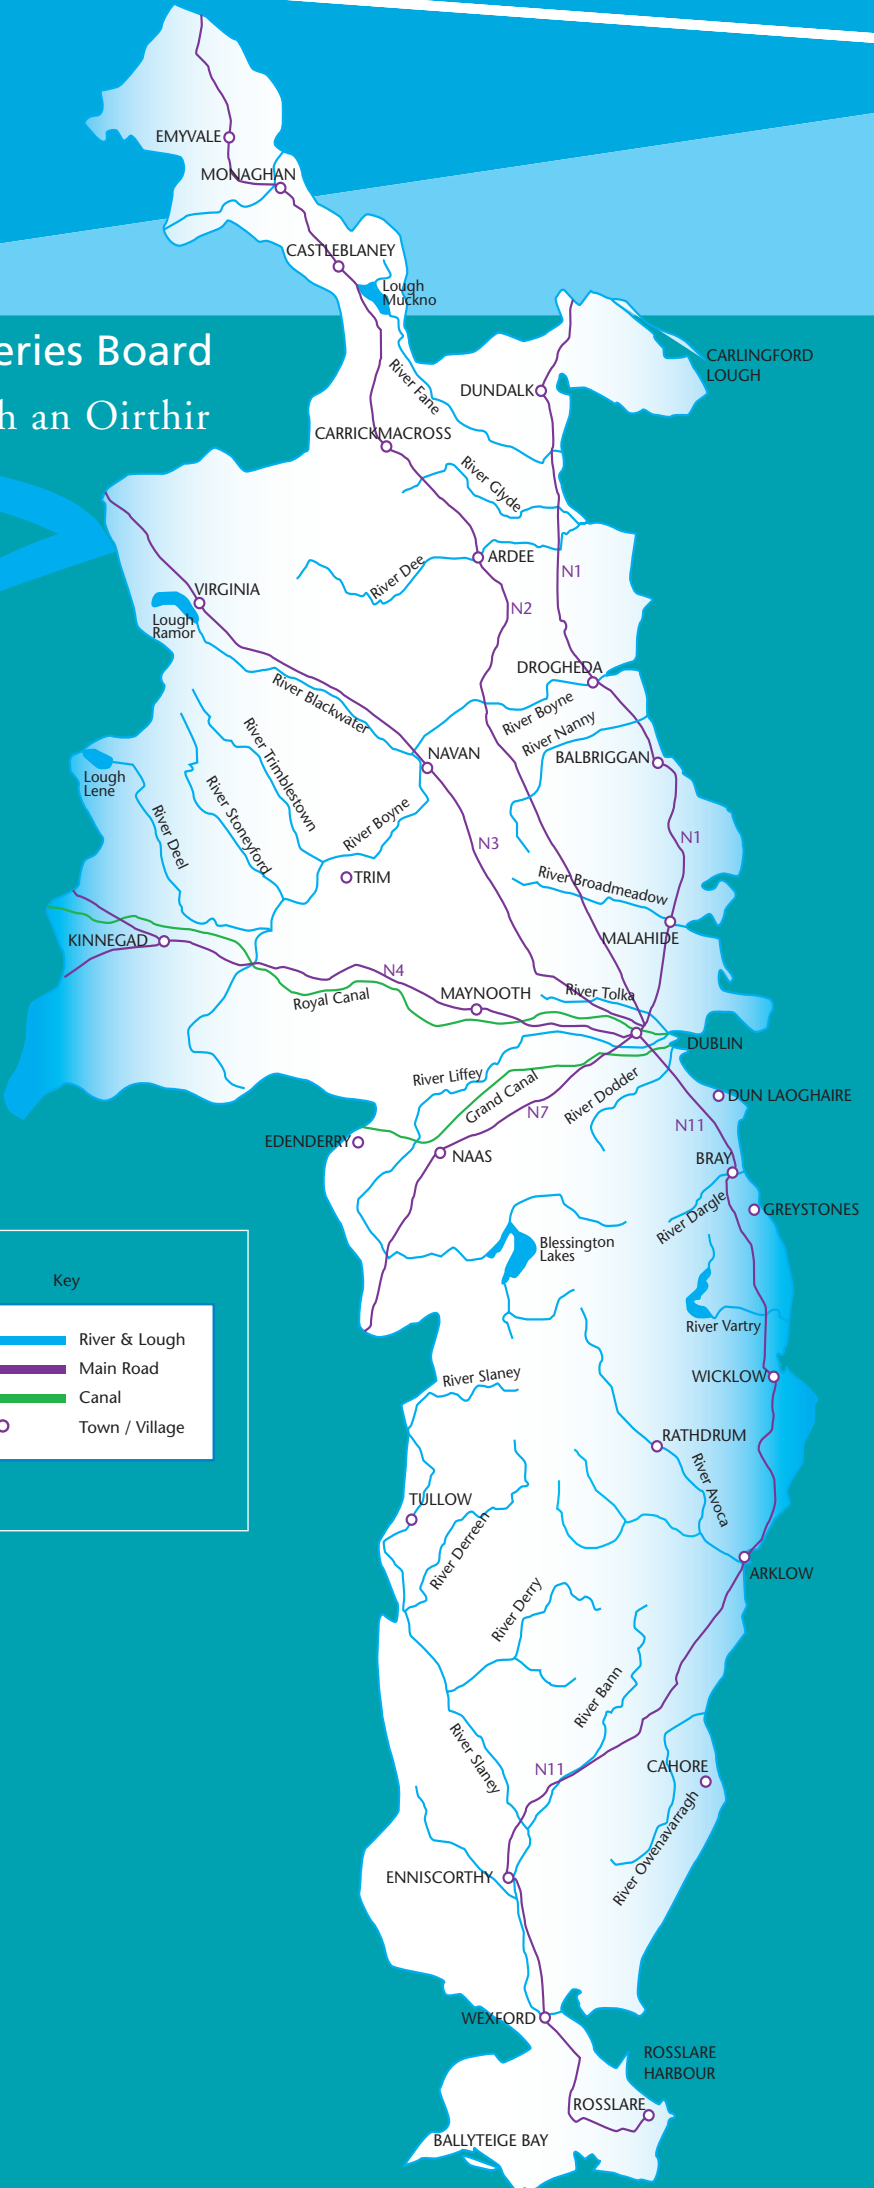 EMYVALE
MONAGHAN
CASTLEBLANEY
Lough
Muckno
eries Board
h an Oirthir
CARLINGFORD
LOUGH
River Fane
DUNDALK
CARRICKMACROSS
River Glyde
ARDEE
River Dee
N1
VIRGINIA
N2
Lough
Ramor
DROGHEDA
River Blackwater
River Boyne
River Nanny
NAVAN
BALBRIGGAN
Lough
Lene
River Trimblestown
River Stoneyford
River Deel
River Boyne
N3
N1
TRIM
River Broadmeadow
KINNEGAD
MALAHIDE
N4
Royal Canal
MAYNOOTH
River Tolka
DUBLIN
River Liffey
Grand Canal
River Dodder
DUN LAOGHAIRE
N7
N11
EDENDERRY
NAAS
BRAY
River Dargle
GREYSTONES
Blessington
Lakes
Key
River & Lough
Main Road
Canal
Town / Village
River Vartry
River Slaney
WICKLOW
RATHDRUM
River Avoca
TULLOW
River Derreen
ARKLOW
River Derry
River Bann
River Slaney
N11
CAHORE
River Owenavarragh
ENNISCORTHY
WEXFORD
ROSSLARE
HARBOUR
ROSSLARE
BALLYTEIGE BAY